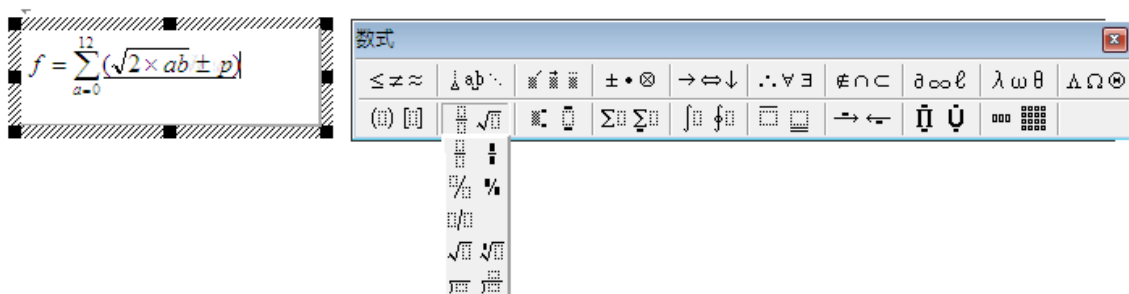 f = 12∑a=0 (√2 × ab ± p)
数式
≤ ≠ ≈ ± • ⊗ → ⇔ ↓ ∴ ∀ ∃ ∉ ∩ ⊂ ∂ ∞ ℓ λ ω θ Λ Ω Θ